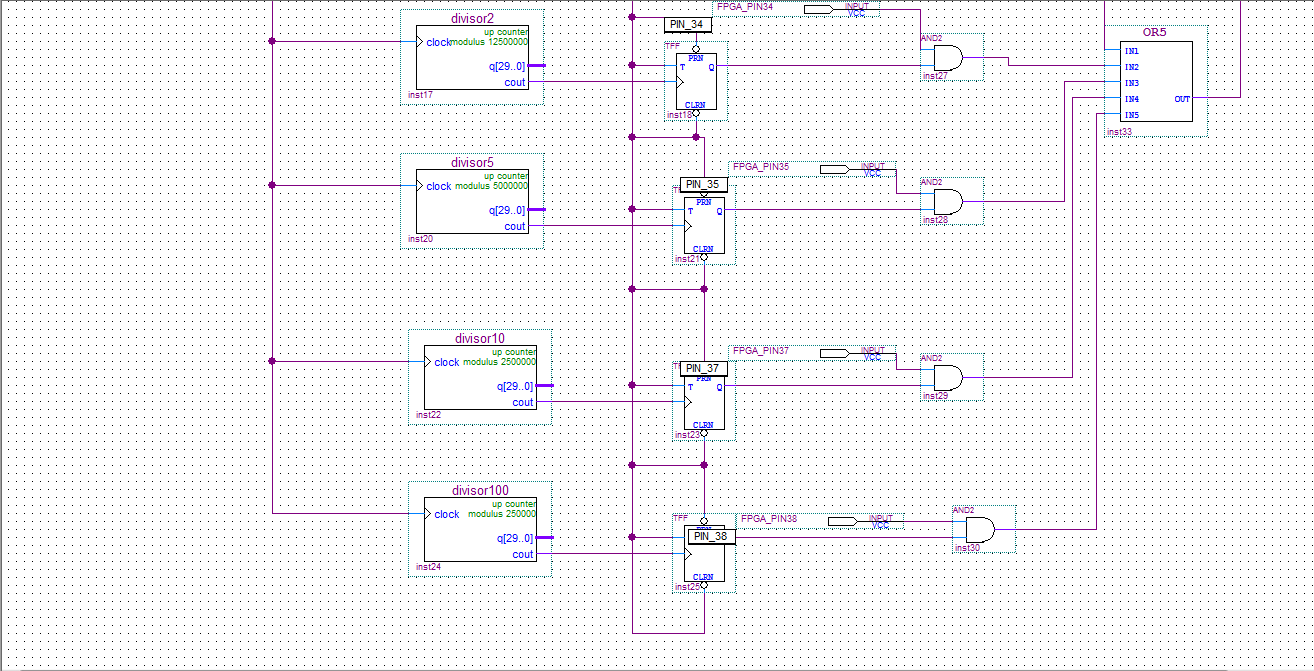 divisor2
up counter
clock modulus 12500000
q[29..0]
cout
inst17
PIN_34
FPGA_PIN34
INPUT
VCC
TFF
PRN
T
Q
CLRN
inst18
AND2
inst27
OR5
IN1
IN2
IN3
IN4
IN5
OUT
inst33
divisor5
up counter
clock modulus 5000000
q[29..0]
cout
inst20
FPGA_PIN35
INPUT
VCC
PIN_35
PRN
T
Q
CLRN
inst21
AND2
inst28
divisor10
up counter
clock modulus 2500000
q[29..0]
cout
inst22
FPGA_PIN37
INPUT
VCC
PIN_37
PRN
T
Q
CLRN
inst23
AND2
inst29
divisor100
up counter
clock modulus 250000
q[29..0]
cout
inst24
TFF
FPGA_PIN38
INPUT
VCC
PIN_38
CLRN
inst25
AND2
inst30